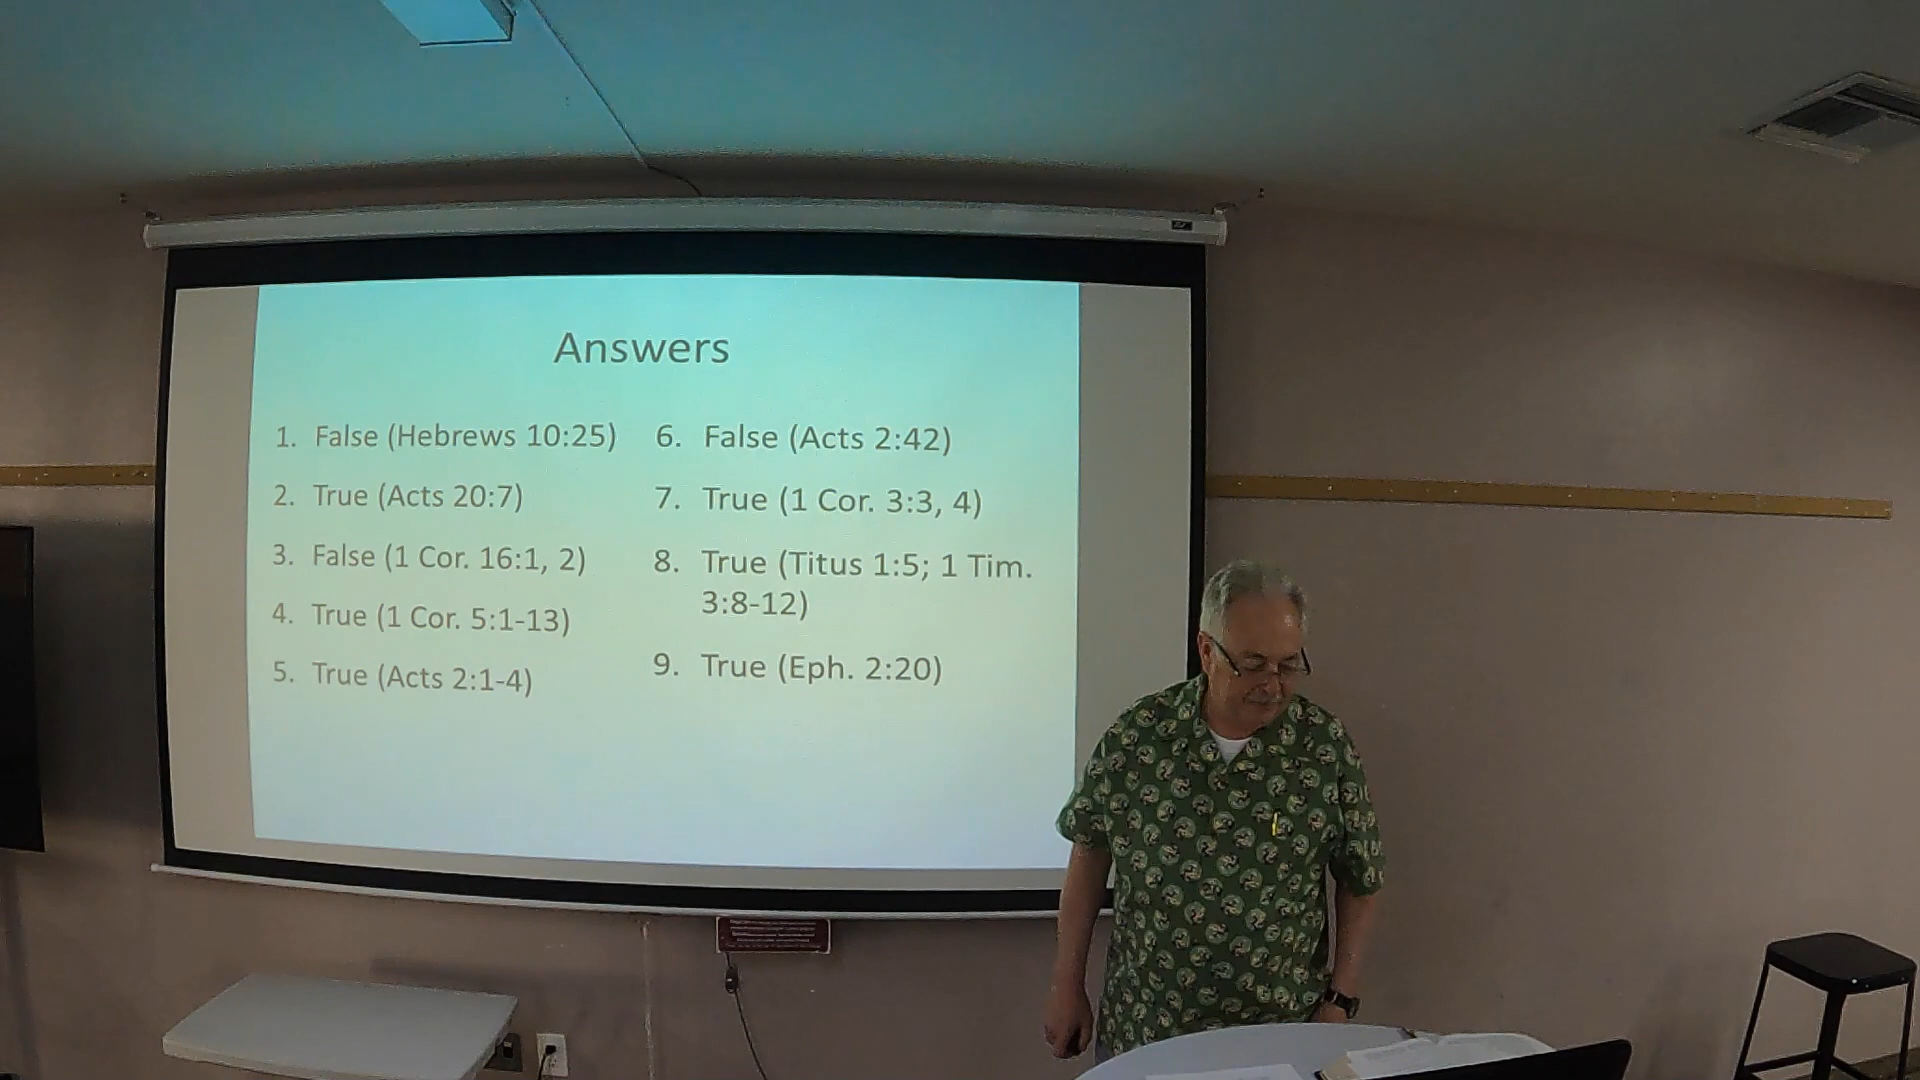 Answers
1. False (Hebrews 10:25)
2. True (Acts 20:7)
3. False (1 Cor. 16:1, 2)
4. True (1 Cor. 5:1-13)
5. True (Acts 2:1-4)
6. False (Acts 2:42)
7. True (1 Cor. 3:3, 4)
8. True (Titus 1:5; 1 Tim.
3:8-12)
9. True (Eph. 2:20)